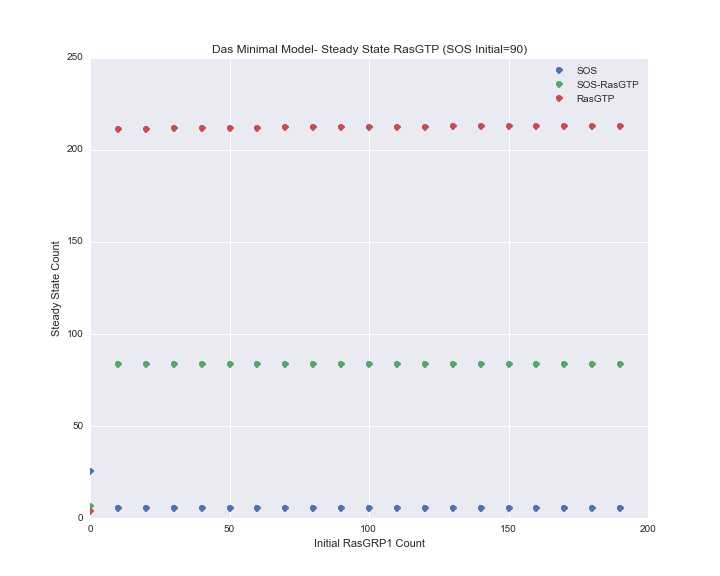 Das Minimal Model- Steady State RasGTP (SOS Initial=90)
250
200
150
100
50
0
Steady State Count
SOS
SOS-RasGTP
RasGTP
0
50
100
150
200
Initial RasGRP1 Count